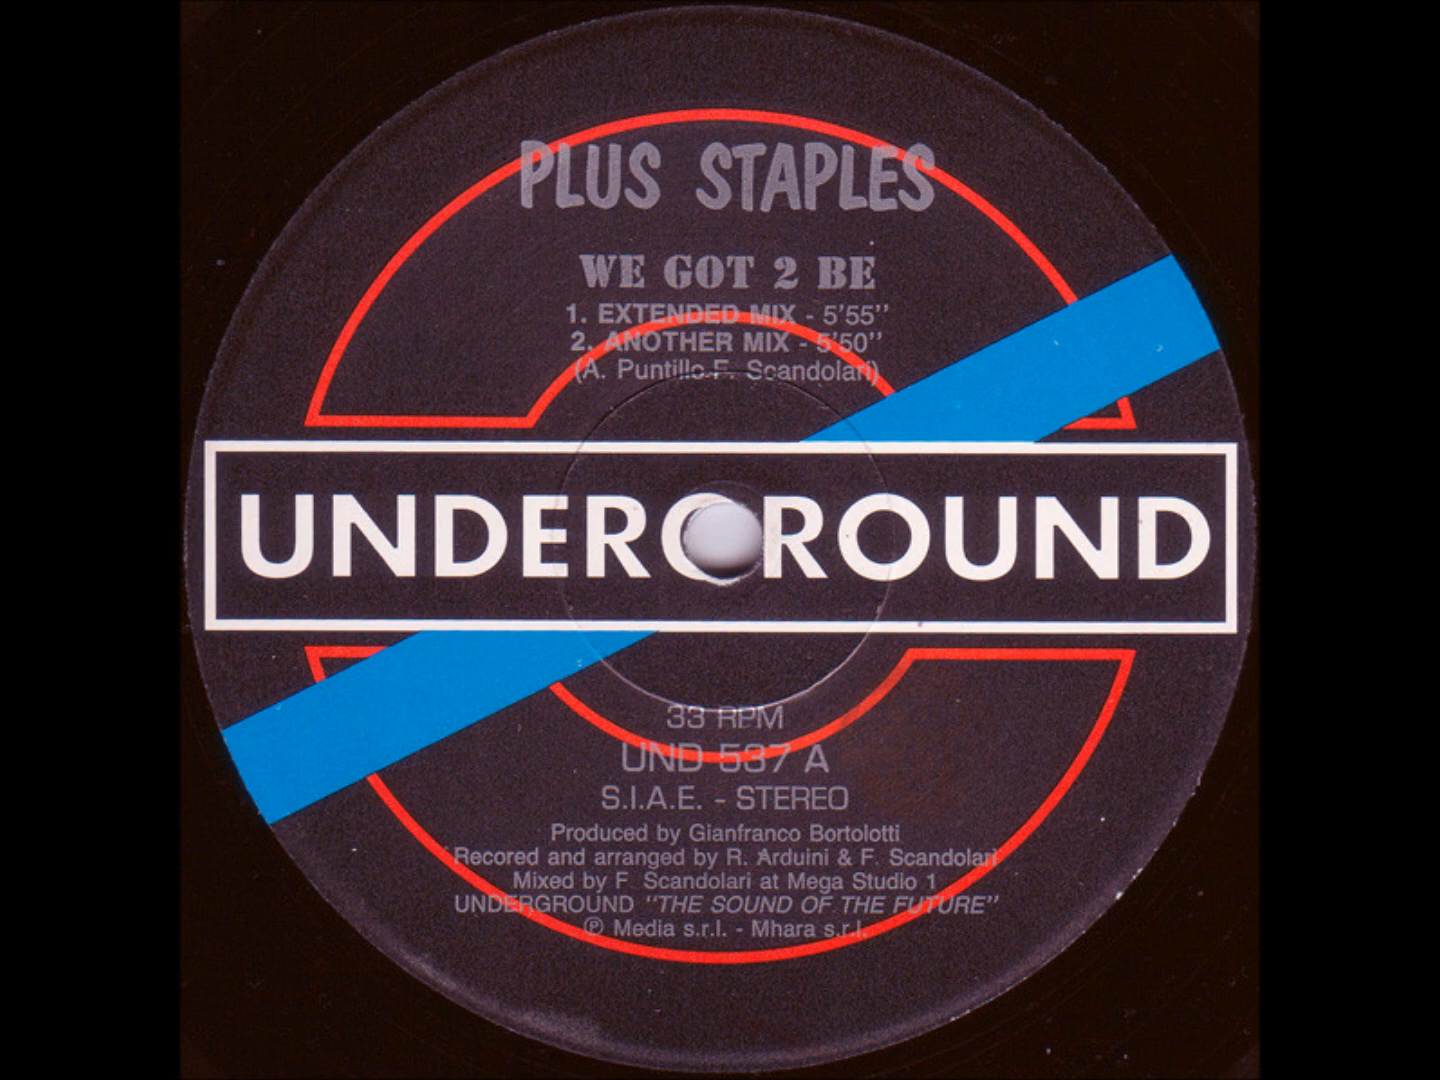 PLUS STAPLES
WE GOT 2 BE
1. EXTENDED MIX - 5'55''
2. ANOTHER MIX - 5'50''
(A. Puntillo F. Scandolari)
UNDERGROUND
33 RPM
UND 537 A
S.I.A.E. - STEREO
Produced by Gianfranco Bortolotti
Recored and arranged by R. Arduini & F. Scandolari
Mixed by F. Scandolari at Mega Studio 1
UNDERGROUND "THE SOUND OF THE FUTURE"
℗ Media s.r.l. - Mhara s.r.l.